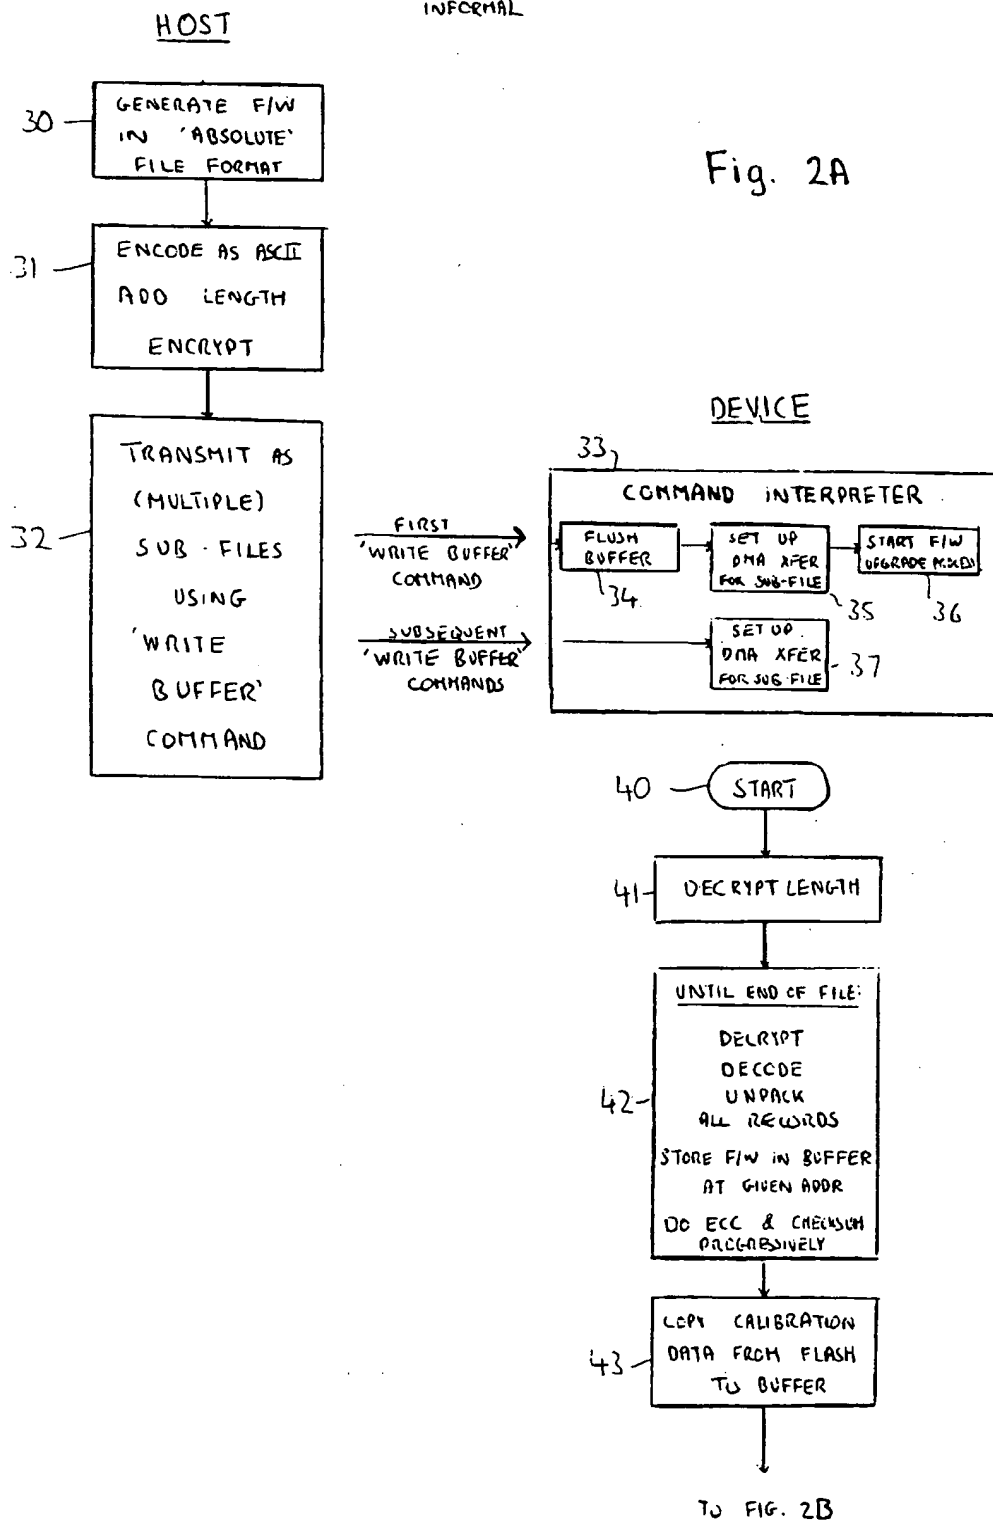 INFORMAL
HOST
30
GENERATE F/W
IN 'ABSOLUTE'
FILE FORMAT
Fig. 2A
31
ENCODE AS ASCII
ADD LENGTH
ENCRYPT
32
TRANSMIT AS
(MULTIPLE)
SUB-FILES
USING
'WRITE
BUFFER'
COMMAND
FIRST
'WRITE BUFFER'
COMMAND
SUBSEQUENT
'WRITE BUFFER'
COMMANDS
DEVICE
33
COMMAND INTERPRETER
FLUSH
BUFFER
34
SET UP
DMA XFER
FOR SUB-FILE
35
START F/W
UPGRADE
36
SET UP
DMA XFER
FOR SUB-FILE
37
40
START
41
DECRYPT LENGTH
42
UNTIL END OF FILE:
DECRYPT
DECODE
UNPACK
ALL RECORDS
STORE F/W IN BUFFER
AT GIVEN ADDR
DO ECC & CHECKSUM
PROGRESSIVELY
43
COPY CALIBRATION
DATA FROM FLASH
TO BUFFER
TO FIG. 2B